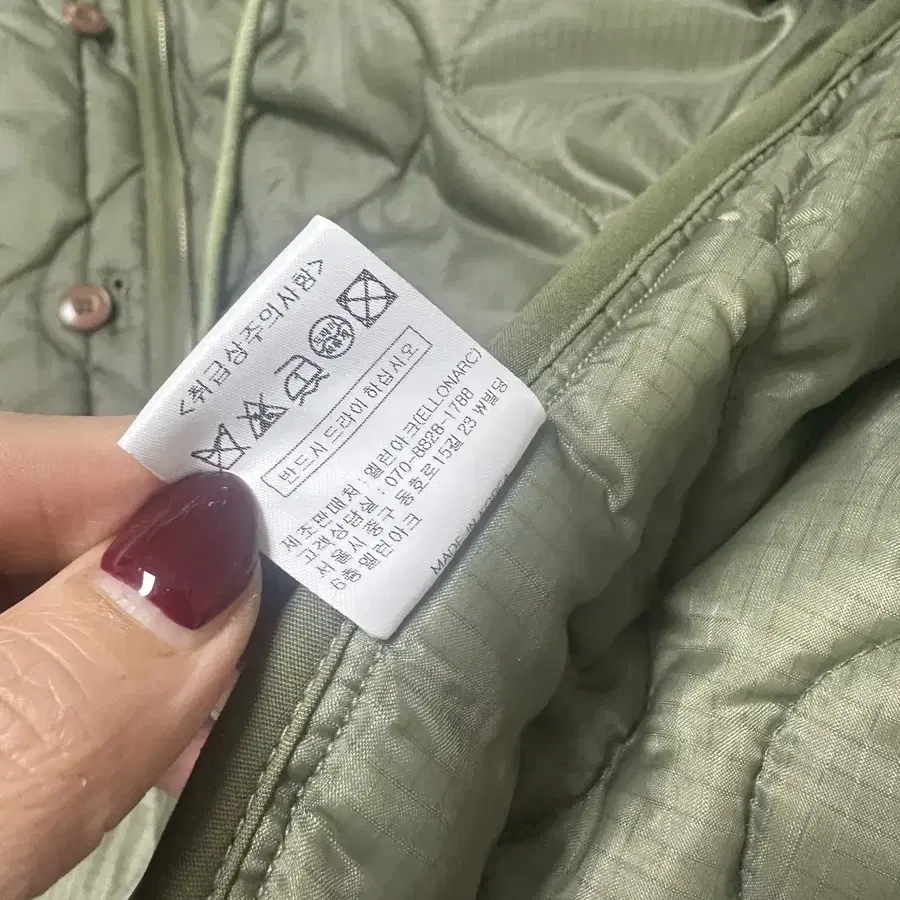 <취급상주의사항>
반드시 드라이 하십시오
제조판매처 : 엘런아크(ELLONARC)
고객상담실 : 070-8828-1788
서울시 중구 동호로15길 23 W빌딩
6층 엘런아크
MADE IN KOREA